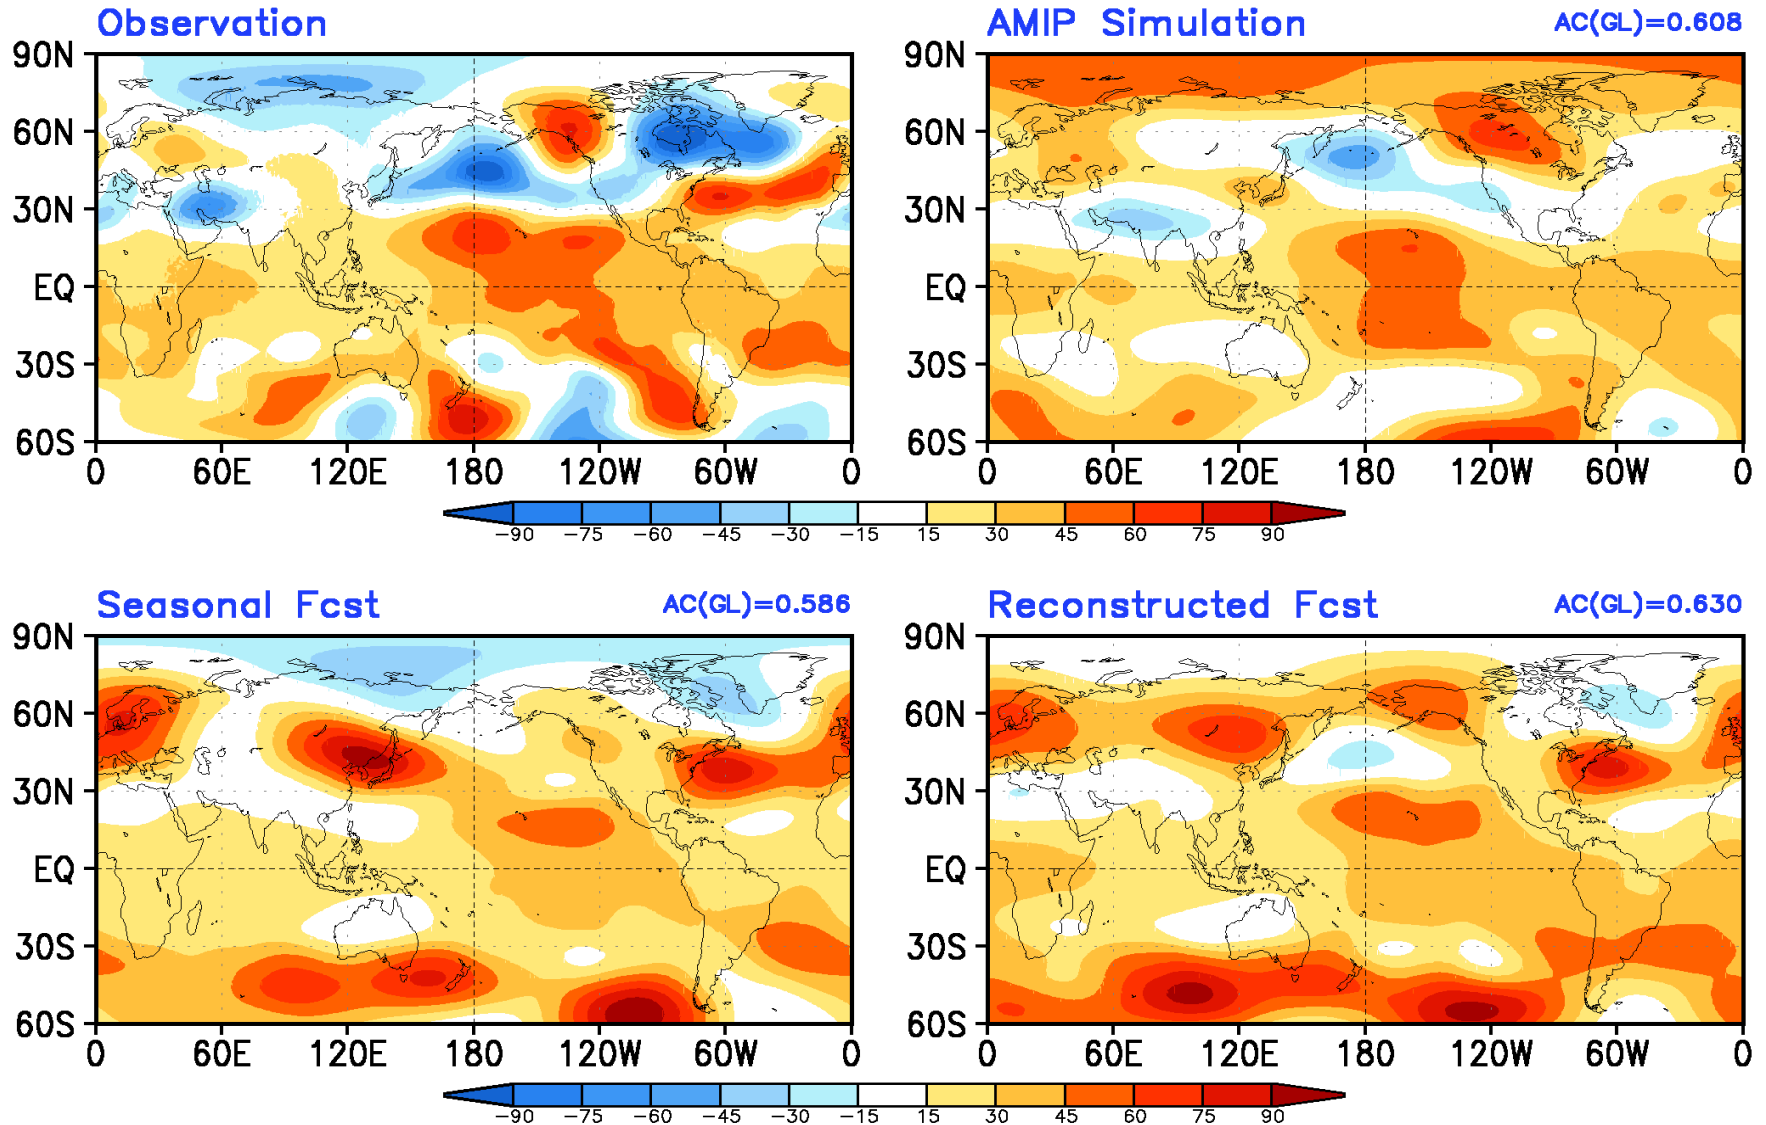 Observation
AMIP Simulation AC(GL)=0.608
90N 60N 30N EQ 30S 60S
0 60E 120E 180 120W 60W 0
90N 60N 30N EQ 30S 60S
0 60E 120E 180 120W 60W 0
−90 −75 −60 −45 −30 −15 15 30 45 60 75 90
Seasonal Fcst AC(GL)=0.586
Reconstructed Fcst AC(GL)=0.630
90N 60N 30N EQ 30S 60S
0 60E 120E 180 120W 60W 0
90N 60N 30N EQ 30S 60S
0 60E 120E 180 120W 60W 0
−90 −75 −60 −45 −30 −15 15 30 45 60 75 90